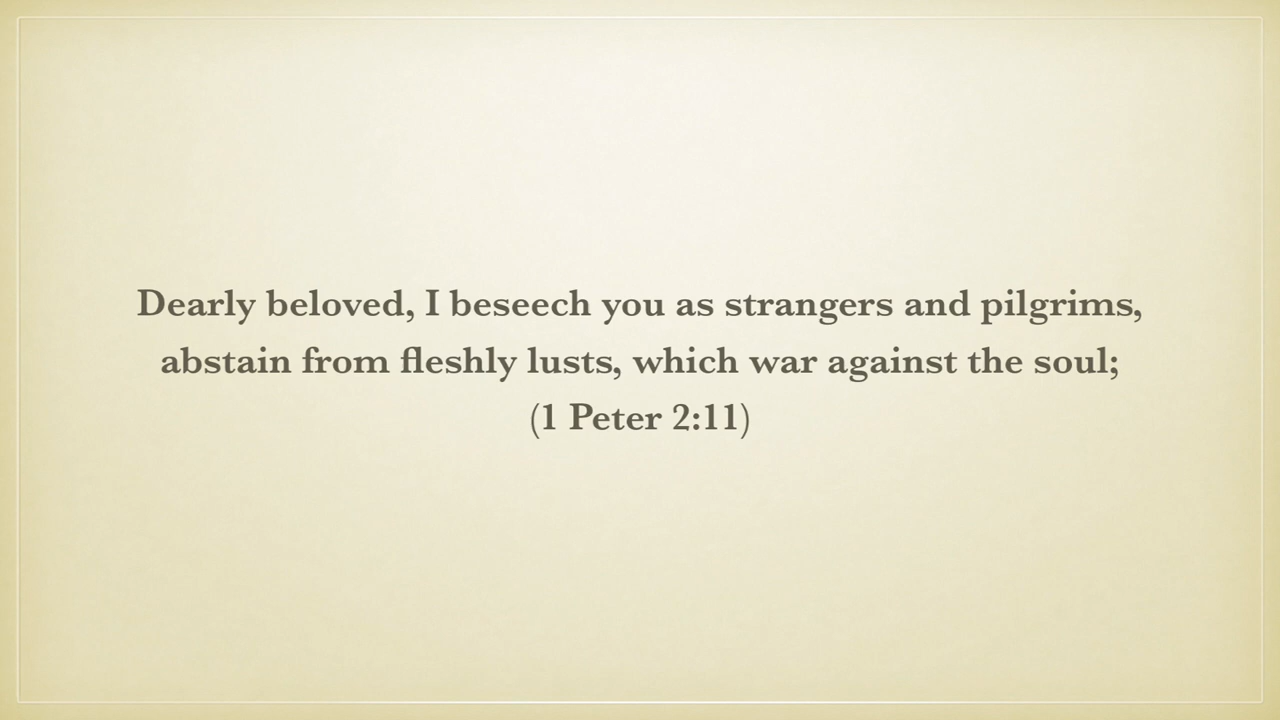 Dearly beloved, I beseech you as strangers and pilgrims,
abstain from fleshly lusts, which war against the soul;
(1 Peter 2:11)